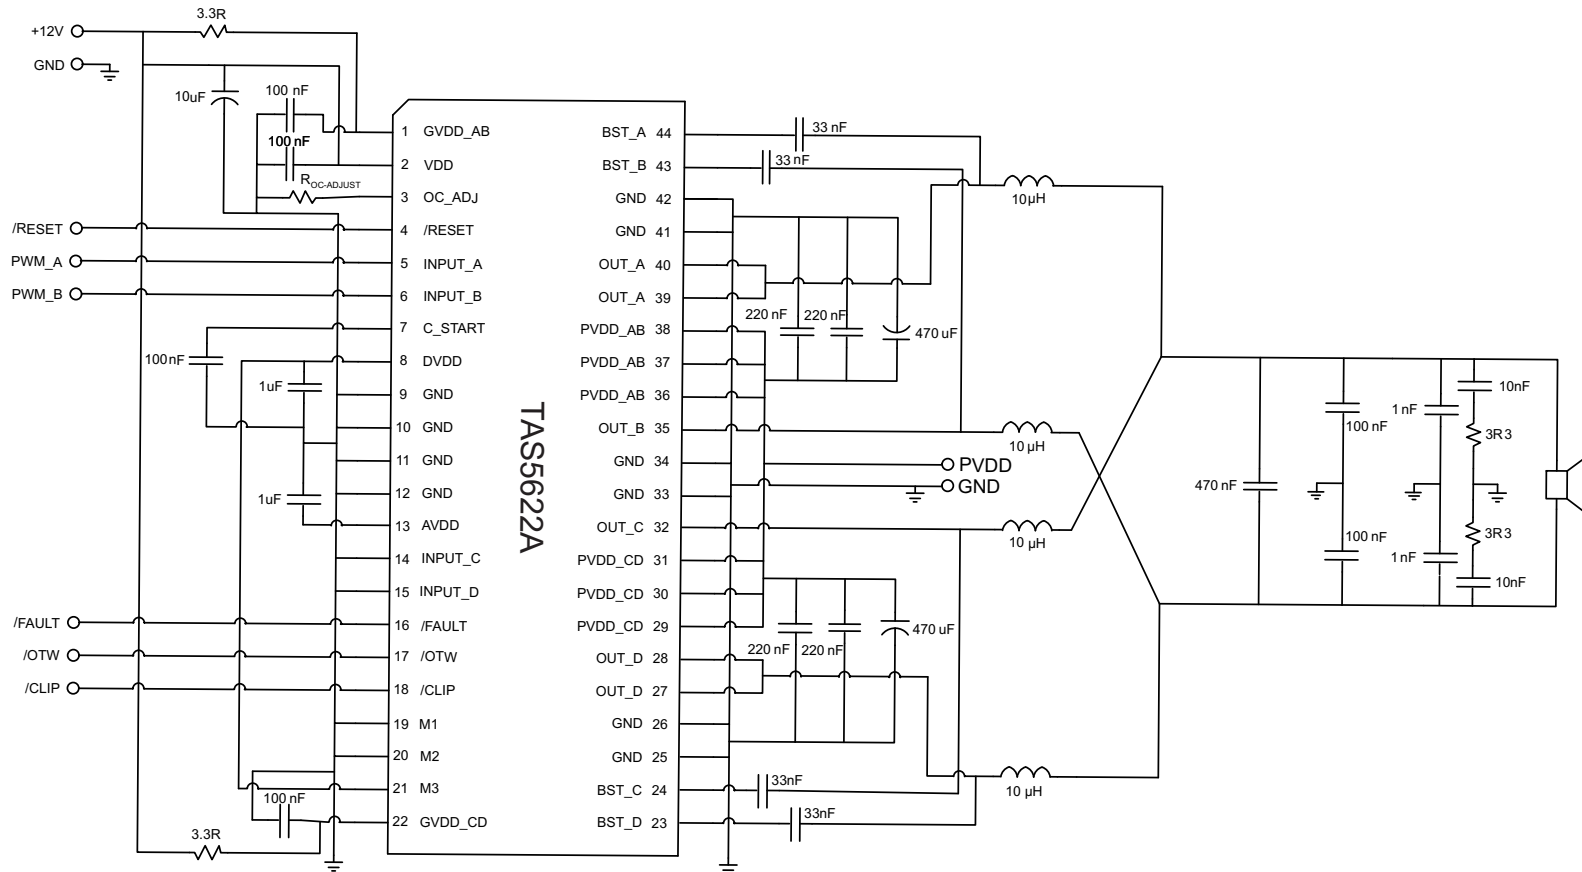 3.3R
+12V
GND
10uF
100 nF
100 nF
R OC-ADJUST
/RESET
PWM_A
PWM_B
100 nF
1uF
1uF
/FAULT
/OTW
/CLIP
100 nF
3.3R
1 GVDD_AB
2 VDD
3 OC_ADJ
4 /RESET
5 INPUT_A
6 INPUT_B
7 C_START
8 DVDD
9 GND
10 GND
11 GND
12 GND
13 AVDD
14 INPUT_C
15 INPUT_D
16 /FAULT
17 /OTW
18 /CLIP
19 M1
20 M2
21 M3
22 GVDD_CD
TAS5622A
BST_A 44
BST_B 43
GND 42
GND 41
OUT_A 40
OUT_A 39
PVDD_AB 38
PVDD_AB 37
PVDD_AB 36
OUT_B 35
GND 34
GND 33
OUT_C 32
PVDD_CD 31
PVDD_CD 30
PVDD_CD 29
OUT_D 28
OUT_D 27
GND 26
GND 25
BST_C 24
BST_D 23
33 nF
33 nF
10 µH
220 nF
220 nF
470 uF
10 µH
PVDD
GND
10 µH
220 nF
220 nF
470 uF
33nF
10 µH
33nF
470 nF
100 nF
100 nF
1 nF
1 nF
10nF
3R3
3R3
10nF